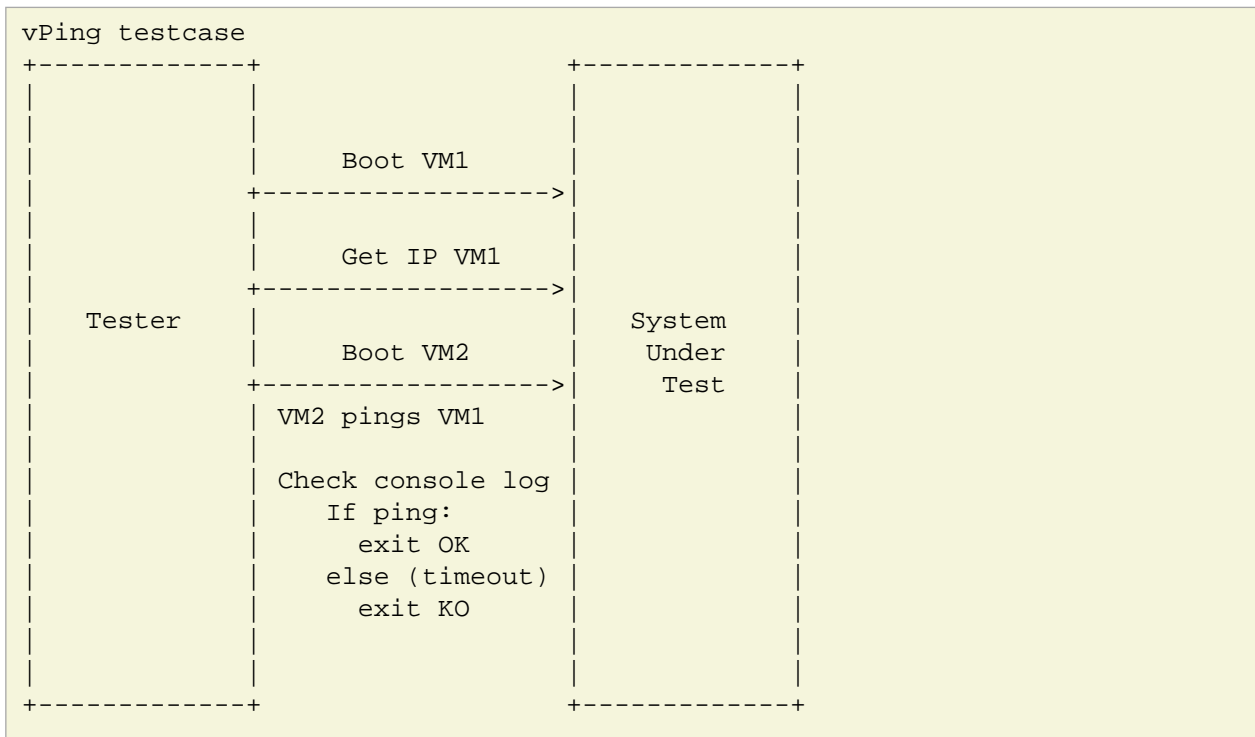 vPing testcase
Boot VM1
Get IP VM1
Tester System
Boot VM2 Under
Test
VM2 pings VM1
Check console log
If ping:
exit OK
else (timeout)
exit KO